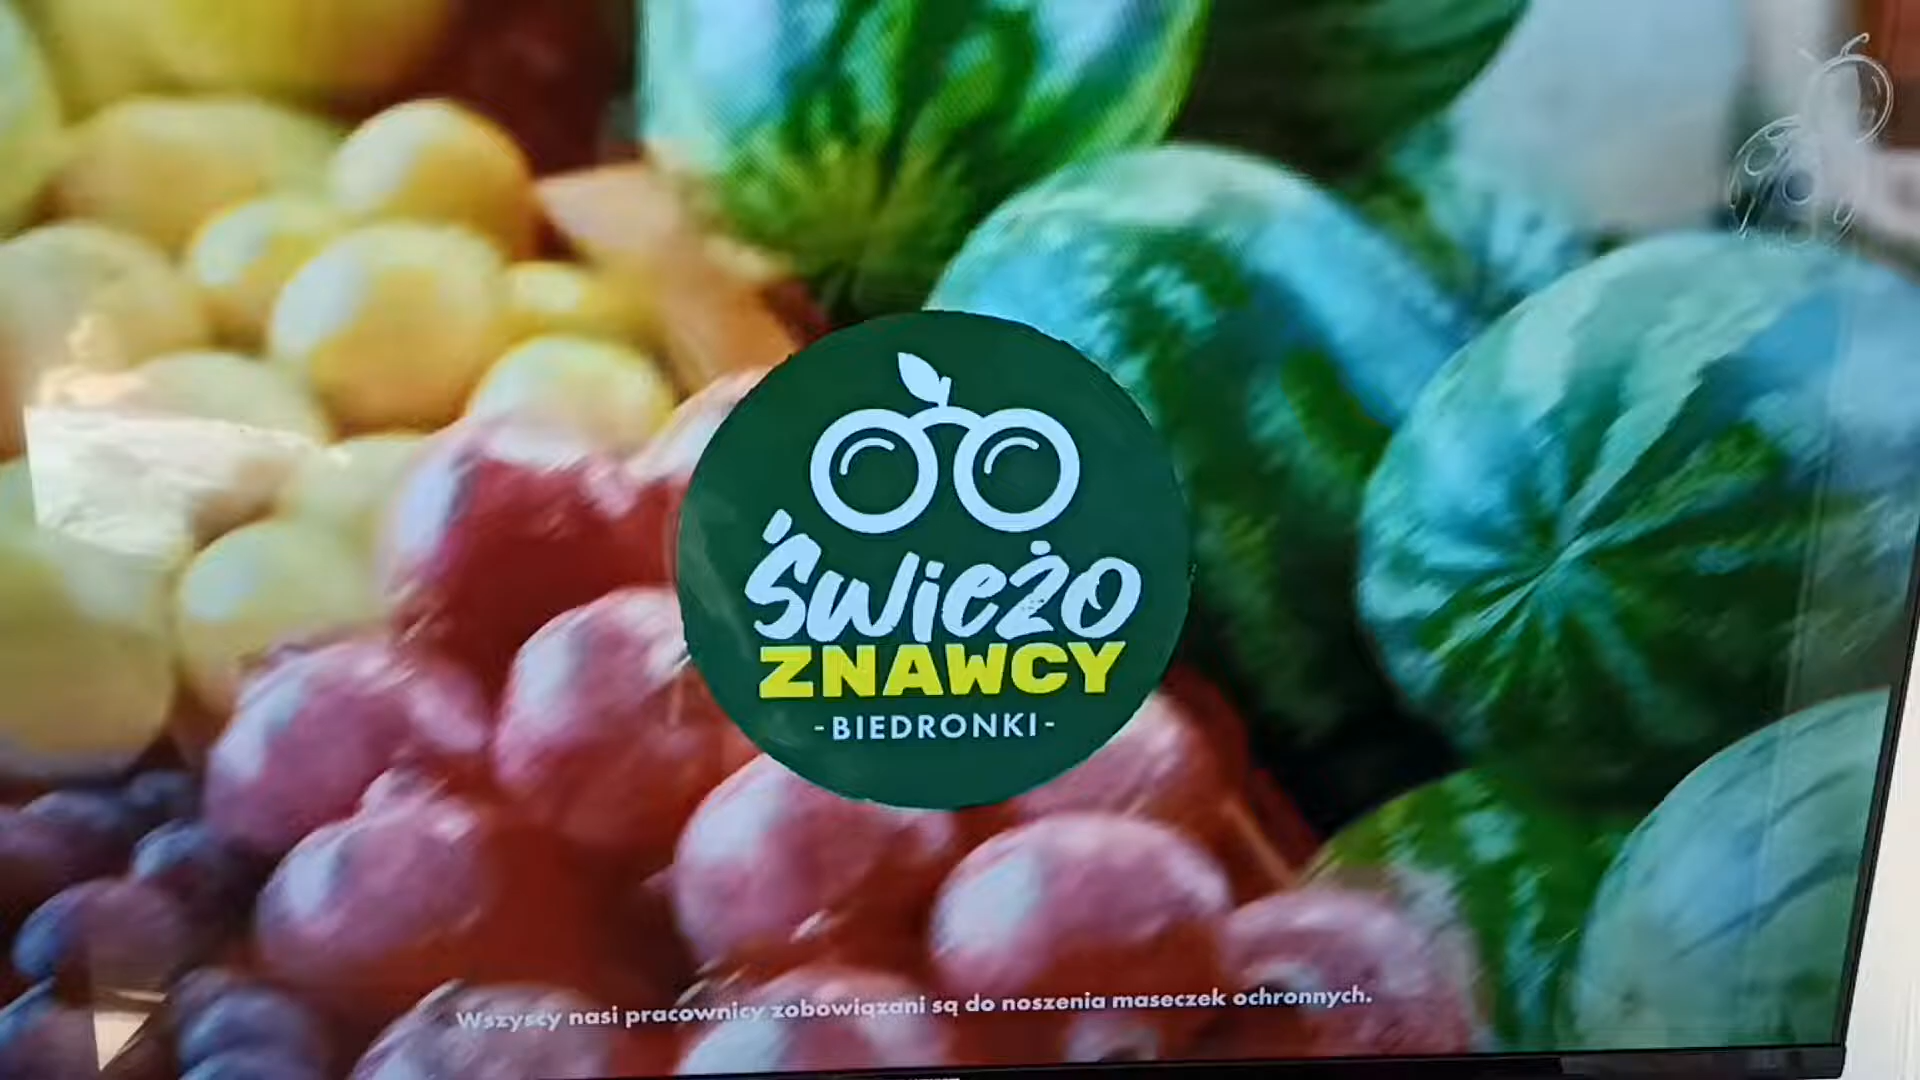 Świeżo
ZNAWCY
-BIEDRONKI-
Wszyscy nasi pracownicy zobowiązani są do noszenia maseczek ochronnych.